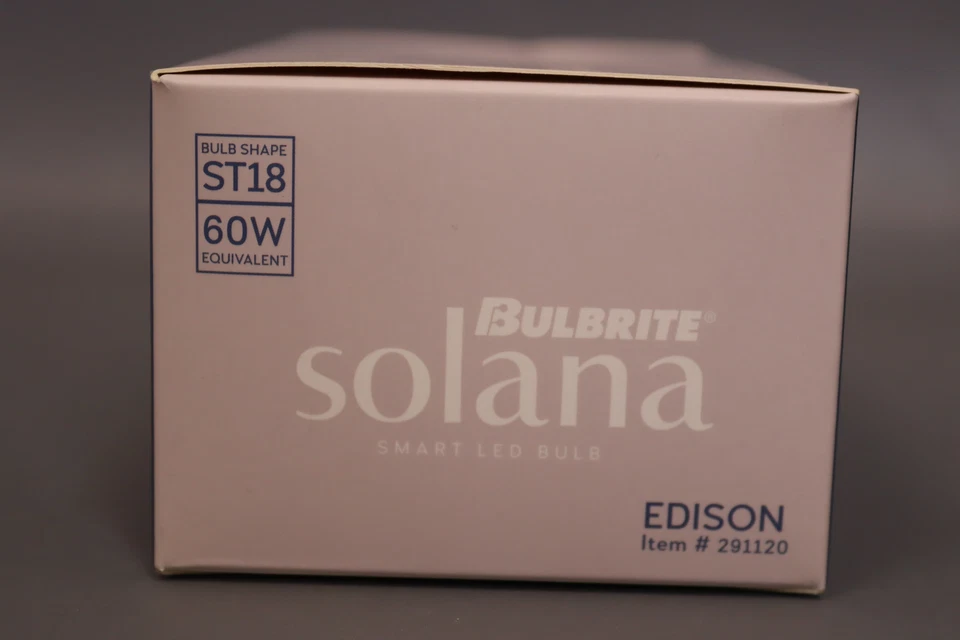 BULB SHAPE
ST18
60W
EQUIVALENT
BULBRITE®
solana
SMART LED BULB
EDISON
Item # 291120